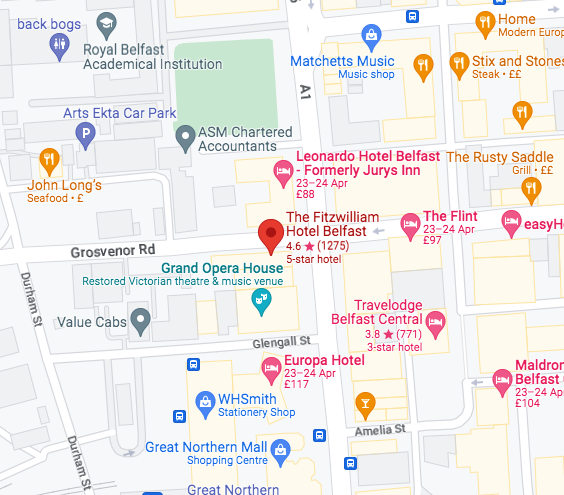 back bogs
Royal Belfast
Academical Institution
Home
Modern Europ
Matchetts Music
Music shop
Stix and Stones
Steak • ££
A1
Arts Ekta Car Park
ASM Chartered
Accountants
John Long's
Seafood • £
Leonardo Hotel Belfast
- Formerly Jurys Inn
23–24 Apr
£88
The Rusty Saddle
Grill • ££
The Fitzwilliam
Hotel Belfast
4.6 ★ (1275)
5-star hotel
The Flint
23–24 Apr
£97
easyHo
Grosvenor Rd
Grand Opera House
Restored Victorian theatre & music venue
Durham St
Value Cabs
Travelodge
Belfast Central
3.8 ★ (771)
3-star hotel
Glengall St
Europa Hotel
23–24 Apr
£117
Maldron
Belfast
23–24 Ap
£104
WHSmith
Stationery Shop
Amelia St
Durham St
Great Northern Mall
Shopping Centre
Great Northern